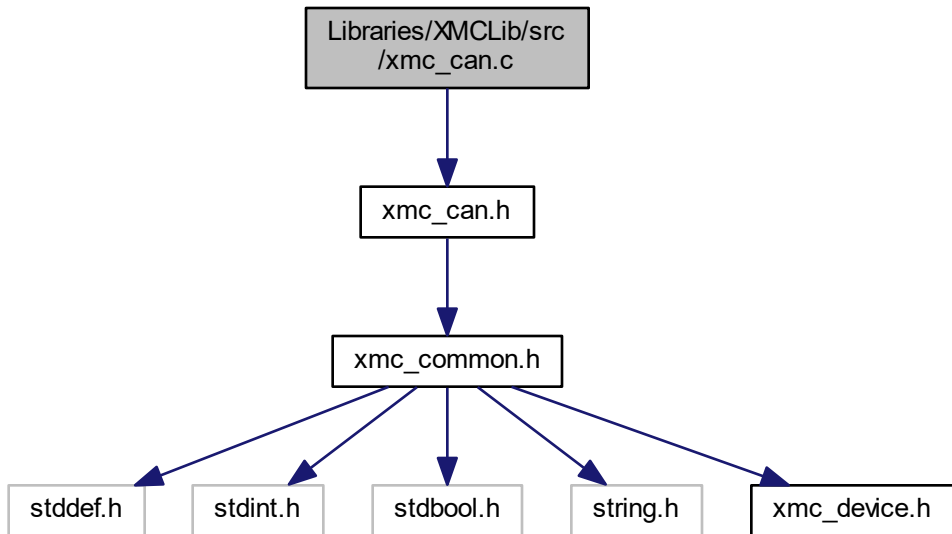 Libraries/XMCLib/src
/xmc_can.c
xmc_can.h
xmc_common.h
stddef.h
stdint.h
stdbool.h
string.h
xmc_device.h